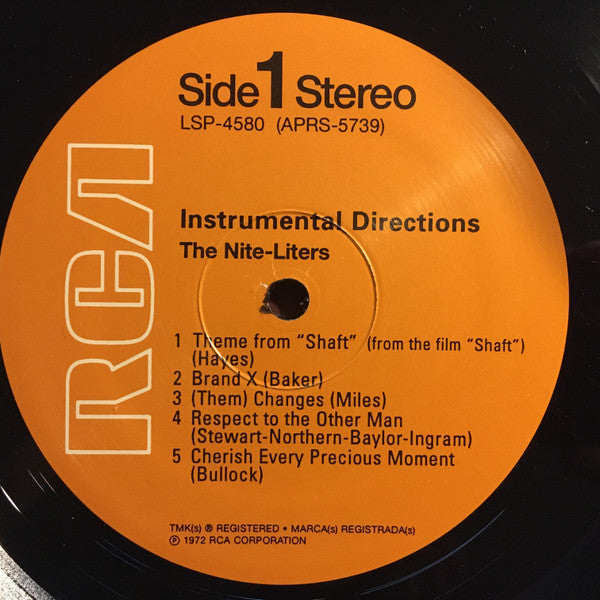 Side 1 Stereo
LSP-4580 (APRS-5739)
RCA
Instrumental Directions
The Nite-Liters
1 Theme from “Shaft” (from the film “Shaft”)
(Hayes)
2 Brand X (Baker)
3 (Them) Changes (Miles)
4 Respect to the Other Man
(Stewart-Northern-Baylor-Ingram)
5 Cherish Every Precious Moment
(Bullock)
TMK(s) ® REGISTERED • MARCA(s) REGISTRADA(s)
℗ 1972 RCA CORPORATION